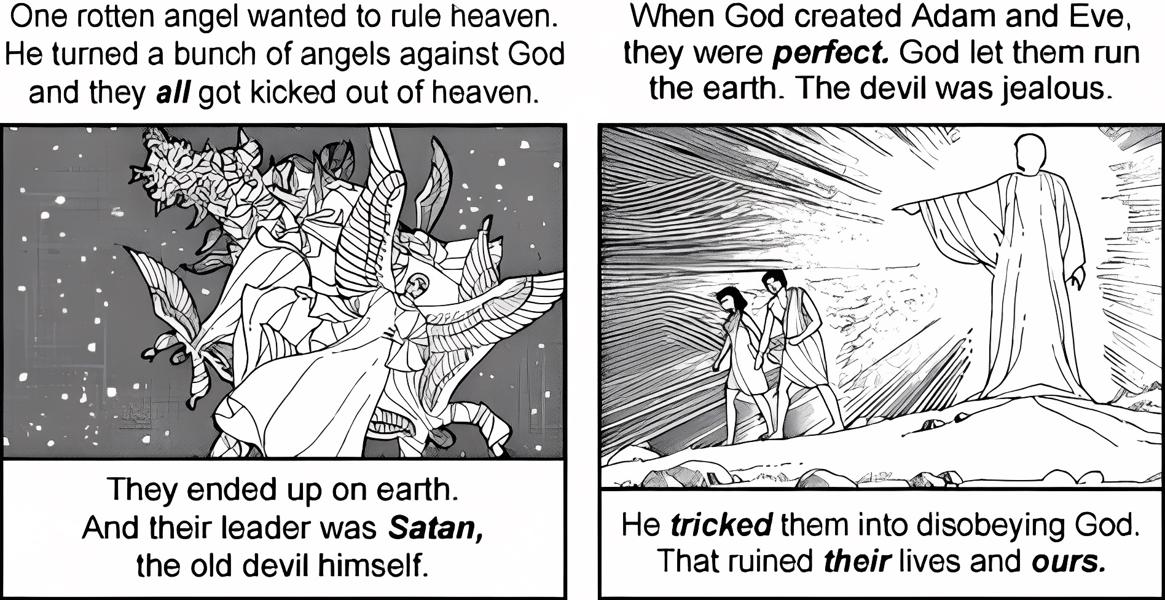 One rotten angel wanted to rule heaven.
He turned a bunch of angels against God
and they all got kicked out of heaven.
They ended up on earth.
And their leader was Satan,
the old devil himself.
When God created Adam and Eve,
they were perfect. God let them run
the earth. The devil was jealous.
He tricked them into disobeying God.
That ruined their lives and ours.